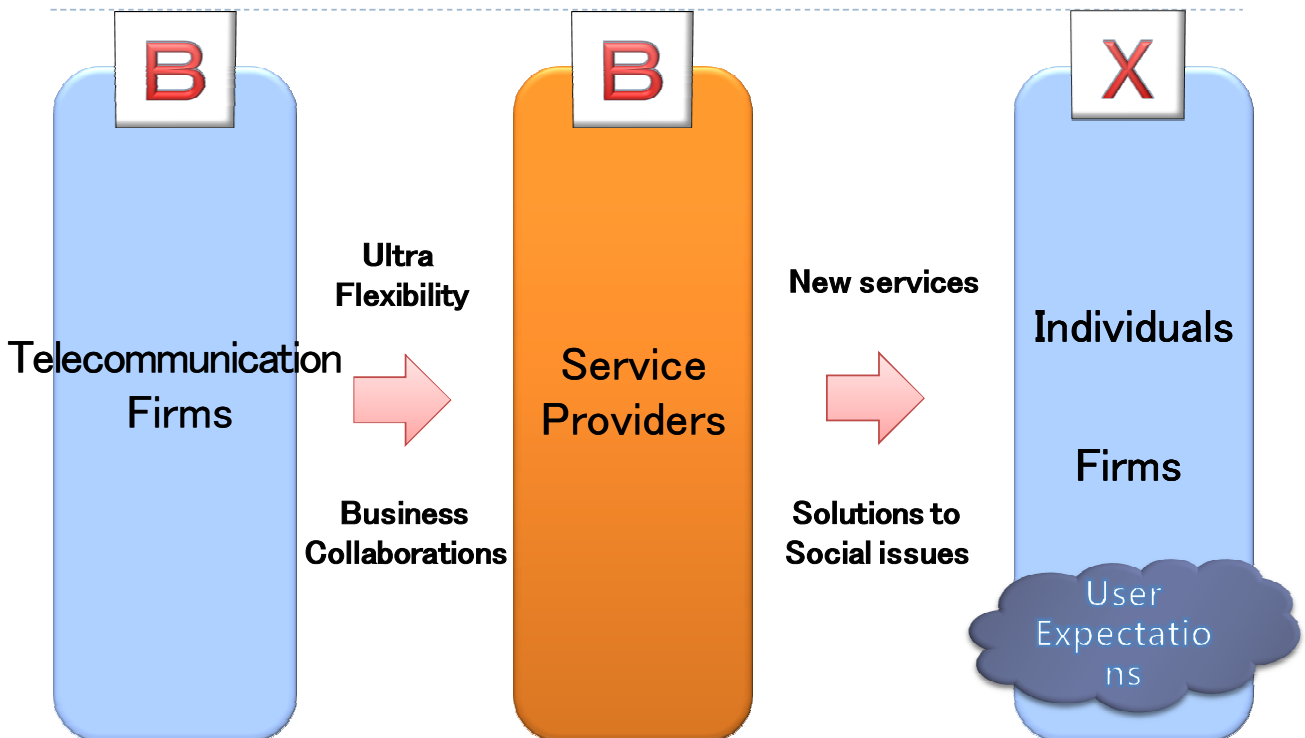 B
B
X
Telecommunication
Firms
Ultra
Flexibility
Business
Collaborations
Service
Providers
New services
Solutions to
Social issues
Individuals
Firms
User
Expectatio
ns